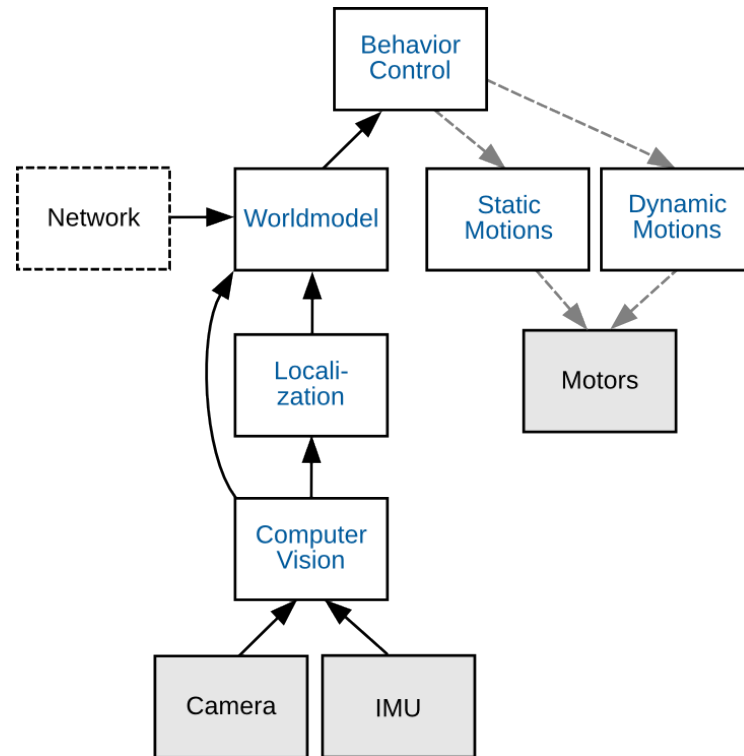 Behavior
Control
Network
Worldmodel
Static
Motions
Dynamic
Motions
Locali-
zation
Motors
Computer
Vision
Camera
IMU